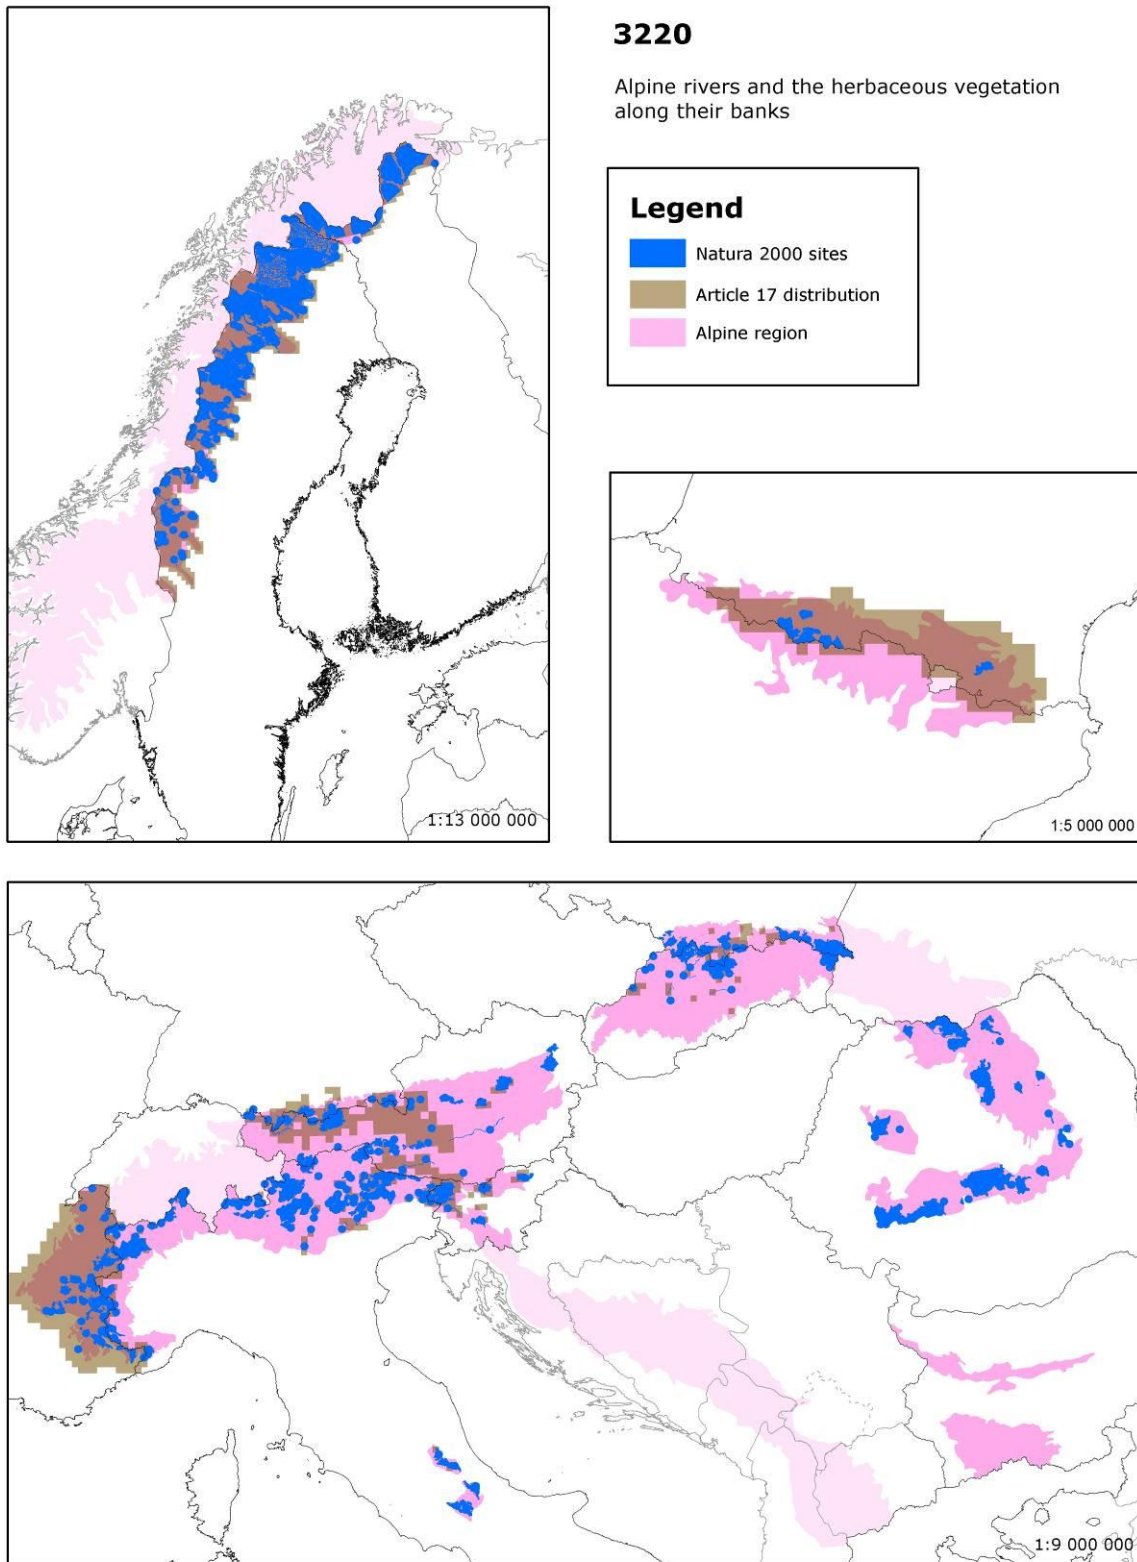 3220
Alpine rivers and the herbaceous vegetation
along their banks
Legend
Natura 2000 sites
Article 17 distribution
Alpine region
1:13 000 000
1:5 000 000
1:9 000 000